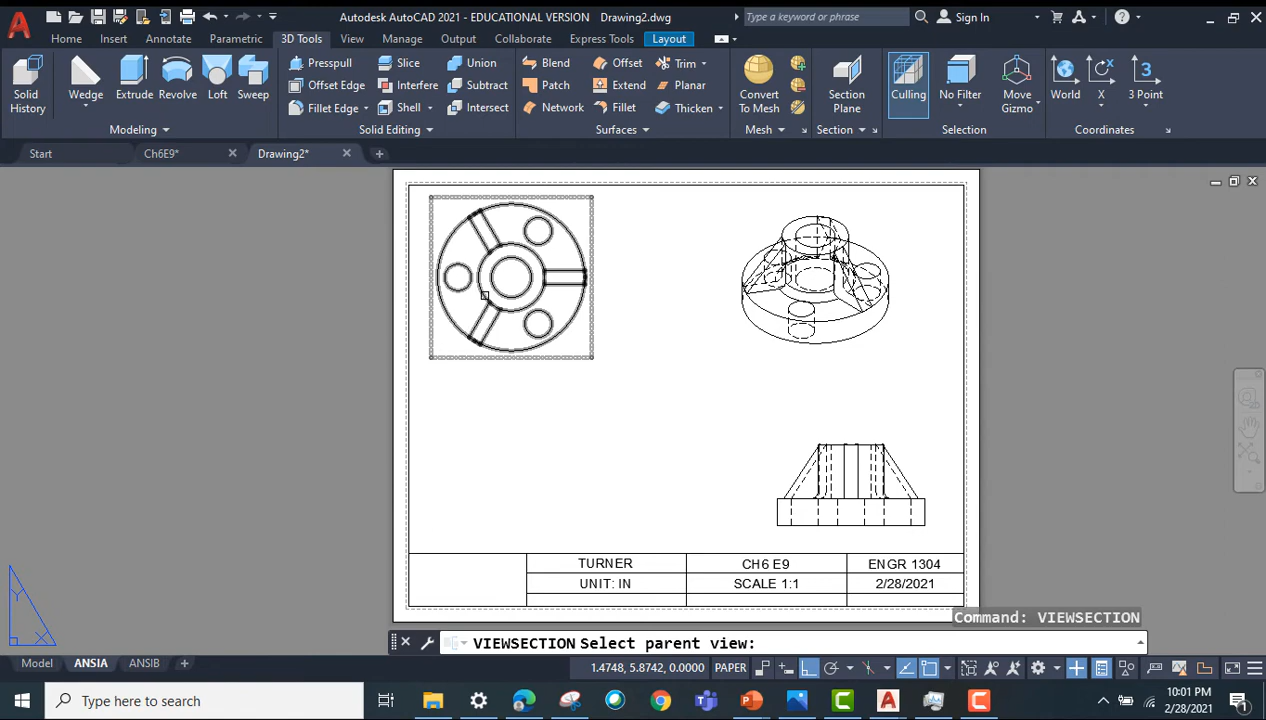 Autodesk AutoCAD 2021 - EDUCATIONAL VERSION Drawing2.dwg
Type a keyword or phrase
Sign In
Home Insert Annotate Parametric 3D Tools View Manage Output Collaborate Express Tools Layout
Solid History
Wedge
Extrude
Revolve
Loft
Sweep
Modeling
Presspull
Offset Edge
Fillet Edge
Slice
Interfere
Shell
Union
Subtract
Intersect
Solid Editing
Blend
Patch
Network
Offset
Extend
Fillet
Trim
Planar
Thicken
Surfaces
Convert To Mesh
Mesh
Section Plane
Section
Culling
No Filter
Move Gizmo
Selection
World
X
3 Point
Coordinates
Start Ch6E9* Drawing2*
TURNER CH6 E9 ENGR 1304
UNIT: IN SCALE 1:1 2/28/2021
Y
X
Command: VIEWSECTION
VIEWSECTION Select parent view:
Model ANSIA ANSIB
1.4748, 5.8742, 0.0000 PAPER
Type here to search
10:01 PM
2/28/2021
1